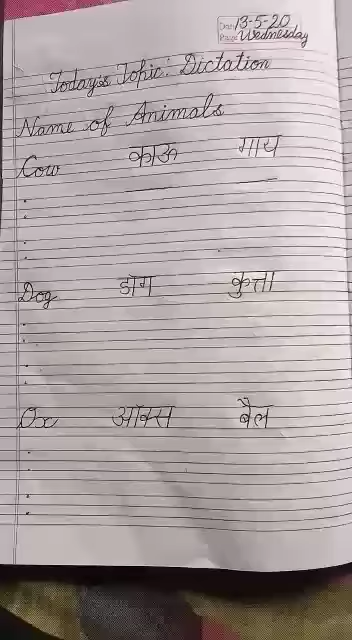 Date 13-5-20
Page Wednesday
Today's Topic: Dictation
Name of Animals
Cow काऊ गाय
Dog डॉग कुत्ता
Ox ऑक्स बैल